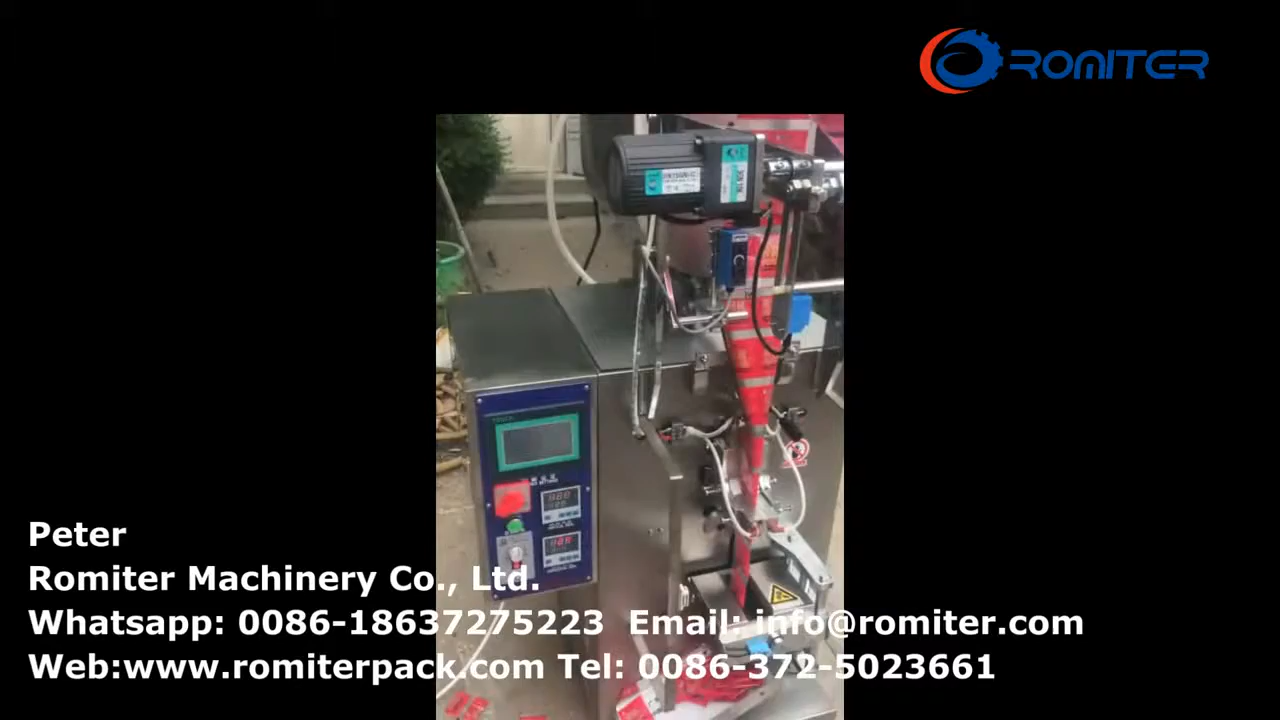 ROMITER
TOUCH
Peter
Romiter Machinery Co., Ltd.
Whatsapp: 0086-18637275223 Email: info@romiter.com
Web:www.romiterpack.com Tel: 0086-372-5023661